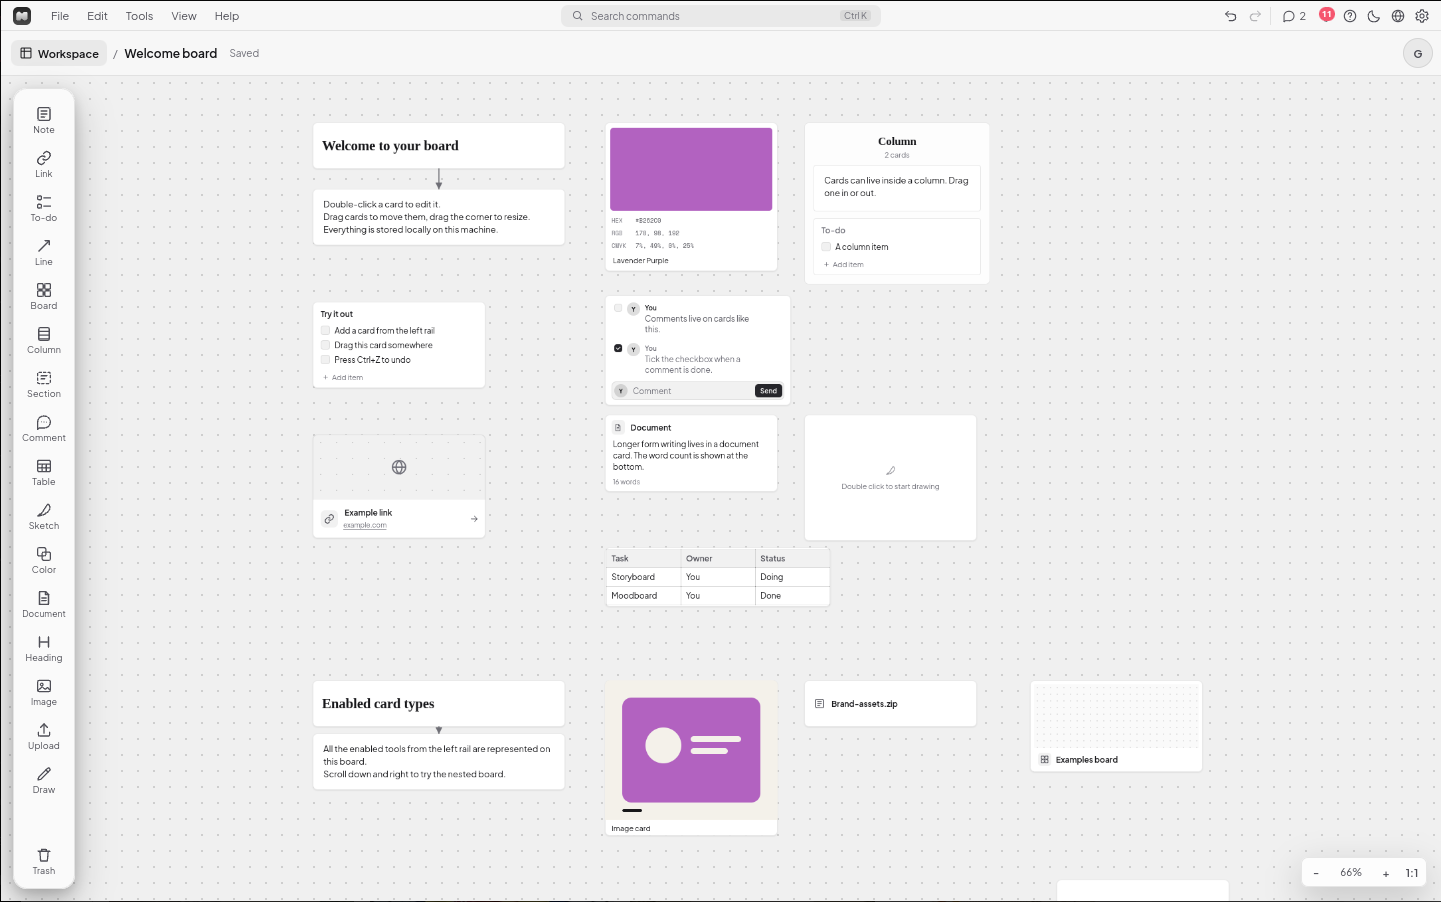 File Edit Tools View Help
Search commands
Ctrl K
2
11
Workspace / Welcome board Saved
G
Note
Link
To-do
Line
Board
Column
Section
Comment
Table
Sketch
Color
Document
Heading
Image
Upload
Draw
Trash
Welcome to your board
Double-click a card to edit it.
Drag cards to move them, drag the corner to resize.
Everything is stored locally on this machine.
HEX #B262C0
RGB 178, 98, 192
CMYK 7%, 49%, 0%, 25%
Lavender Purple
Column
2 cards
Cards can live inside a column. Drag
one in or out.
To-do
A column item
+ Add item
Try it out
Add a card from the left rail
Drag this card somewhere
Press Ctrl+Z to undo
+ Add item
Y You
Comments live on cards like
this.
Y You
Tick the checkbox when a
comment is done.
Y Comment Send
Example link
example.com
Document
Longer form writing lives in a document
card. The word count is shown at the
bottom.
16 words
Double click to start drawing
Task Owner Status
Storyboard You Doing
Moodboard You Done
Enabled card types
All the enabled tools from the left rail are represented on
this board.
Scroll down and right to try the nested board.
Image card
Brand-assets.zip
Examples board
- 66% + 1:1